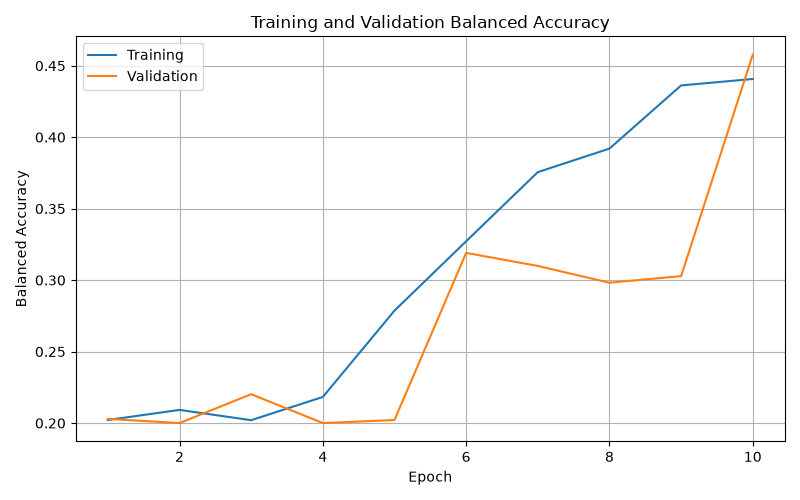 Training and Validation Balanced Accuracy
Training
Validation
Balanced Accuracy
0.45
0.40
0.35
0.30
0.25
0.20
2 4 6 8 10
Epoch